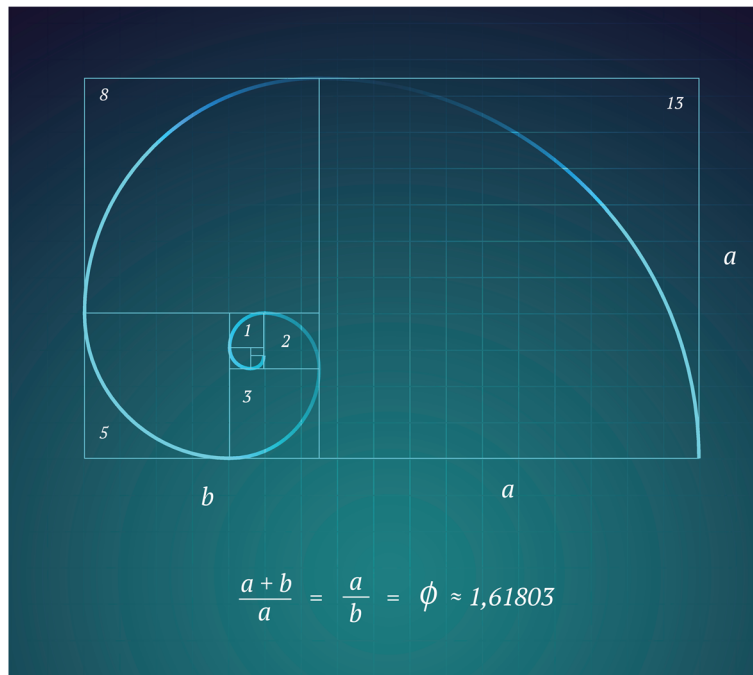 8
13
a
1
2
3
5
b
a
a + b / a = a / b = ϕ ≈ 1,61803